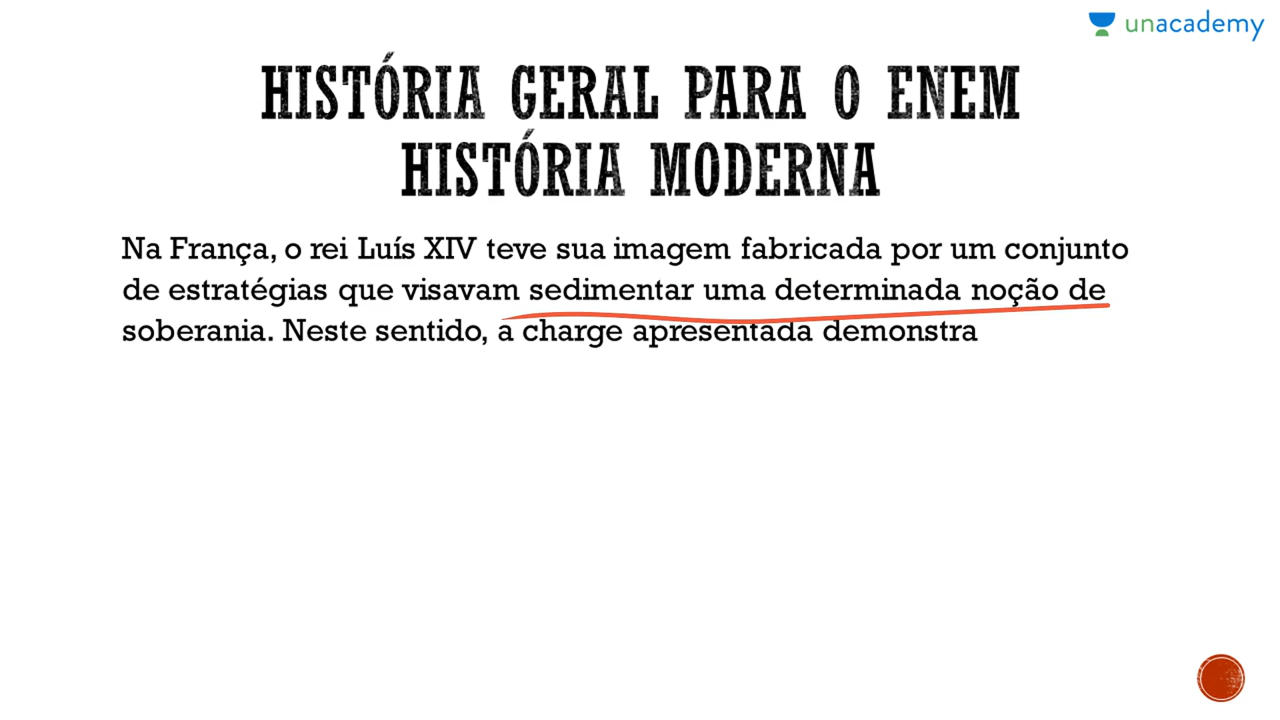 unacademy
HISTÓRIA GERAL PARA O ENEM
HISTÓRIA MODERNA
Na França, o rei Luís XIV teve sua imagem fabricada por um conjunto
de estratégias que visavam sedimentar uma determinada noção de
soberania. Neste sentido, a charge apresentada demonstra